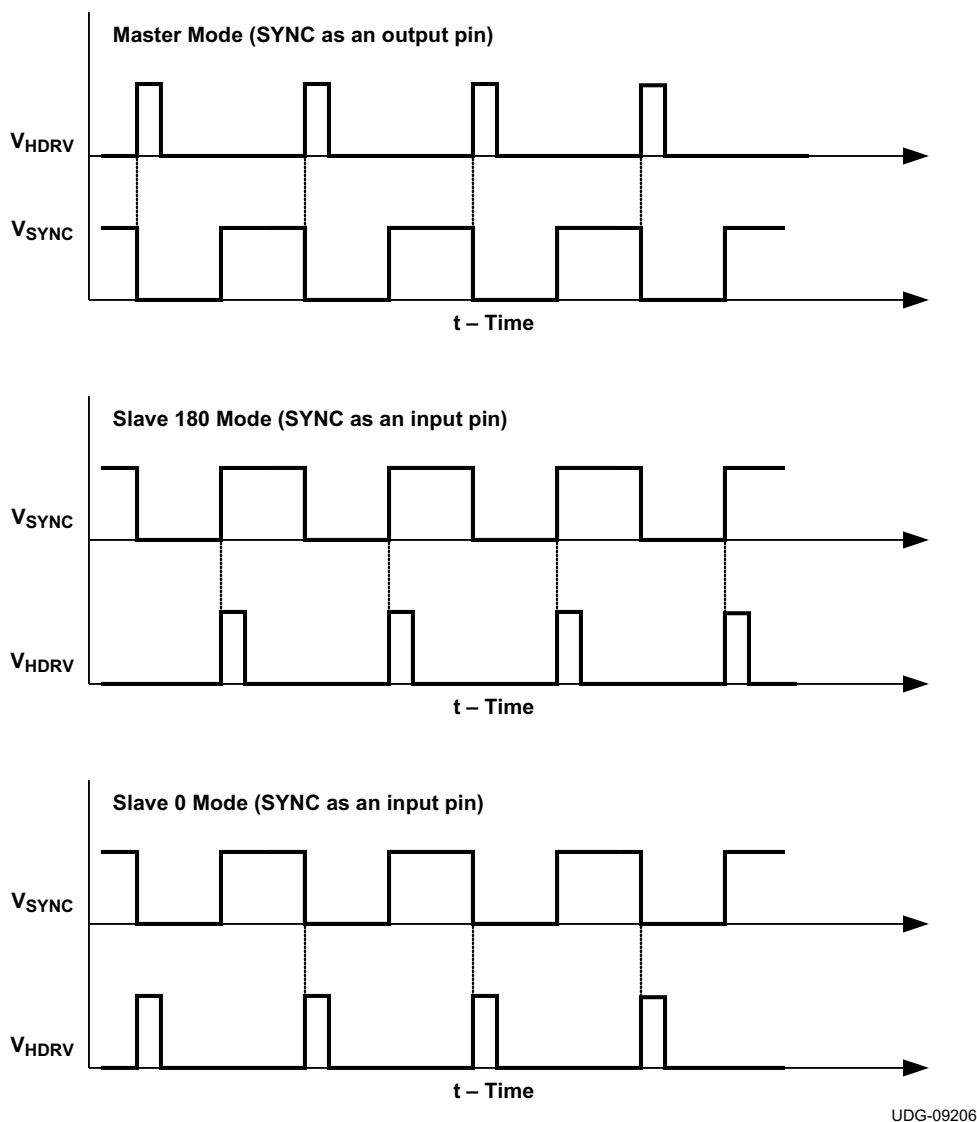 Master Mode (SYNC as an output pin)
VHDRV
VSYNC
t – Time
Slave 180 Mode (SYNC as an input pin)
VSYNC
VHDRV
t – Time
Slave 0 Mode (SYNC as an input pin)
VSYNC
VHDRV
t – Time
UDG-09206